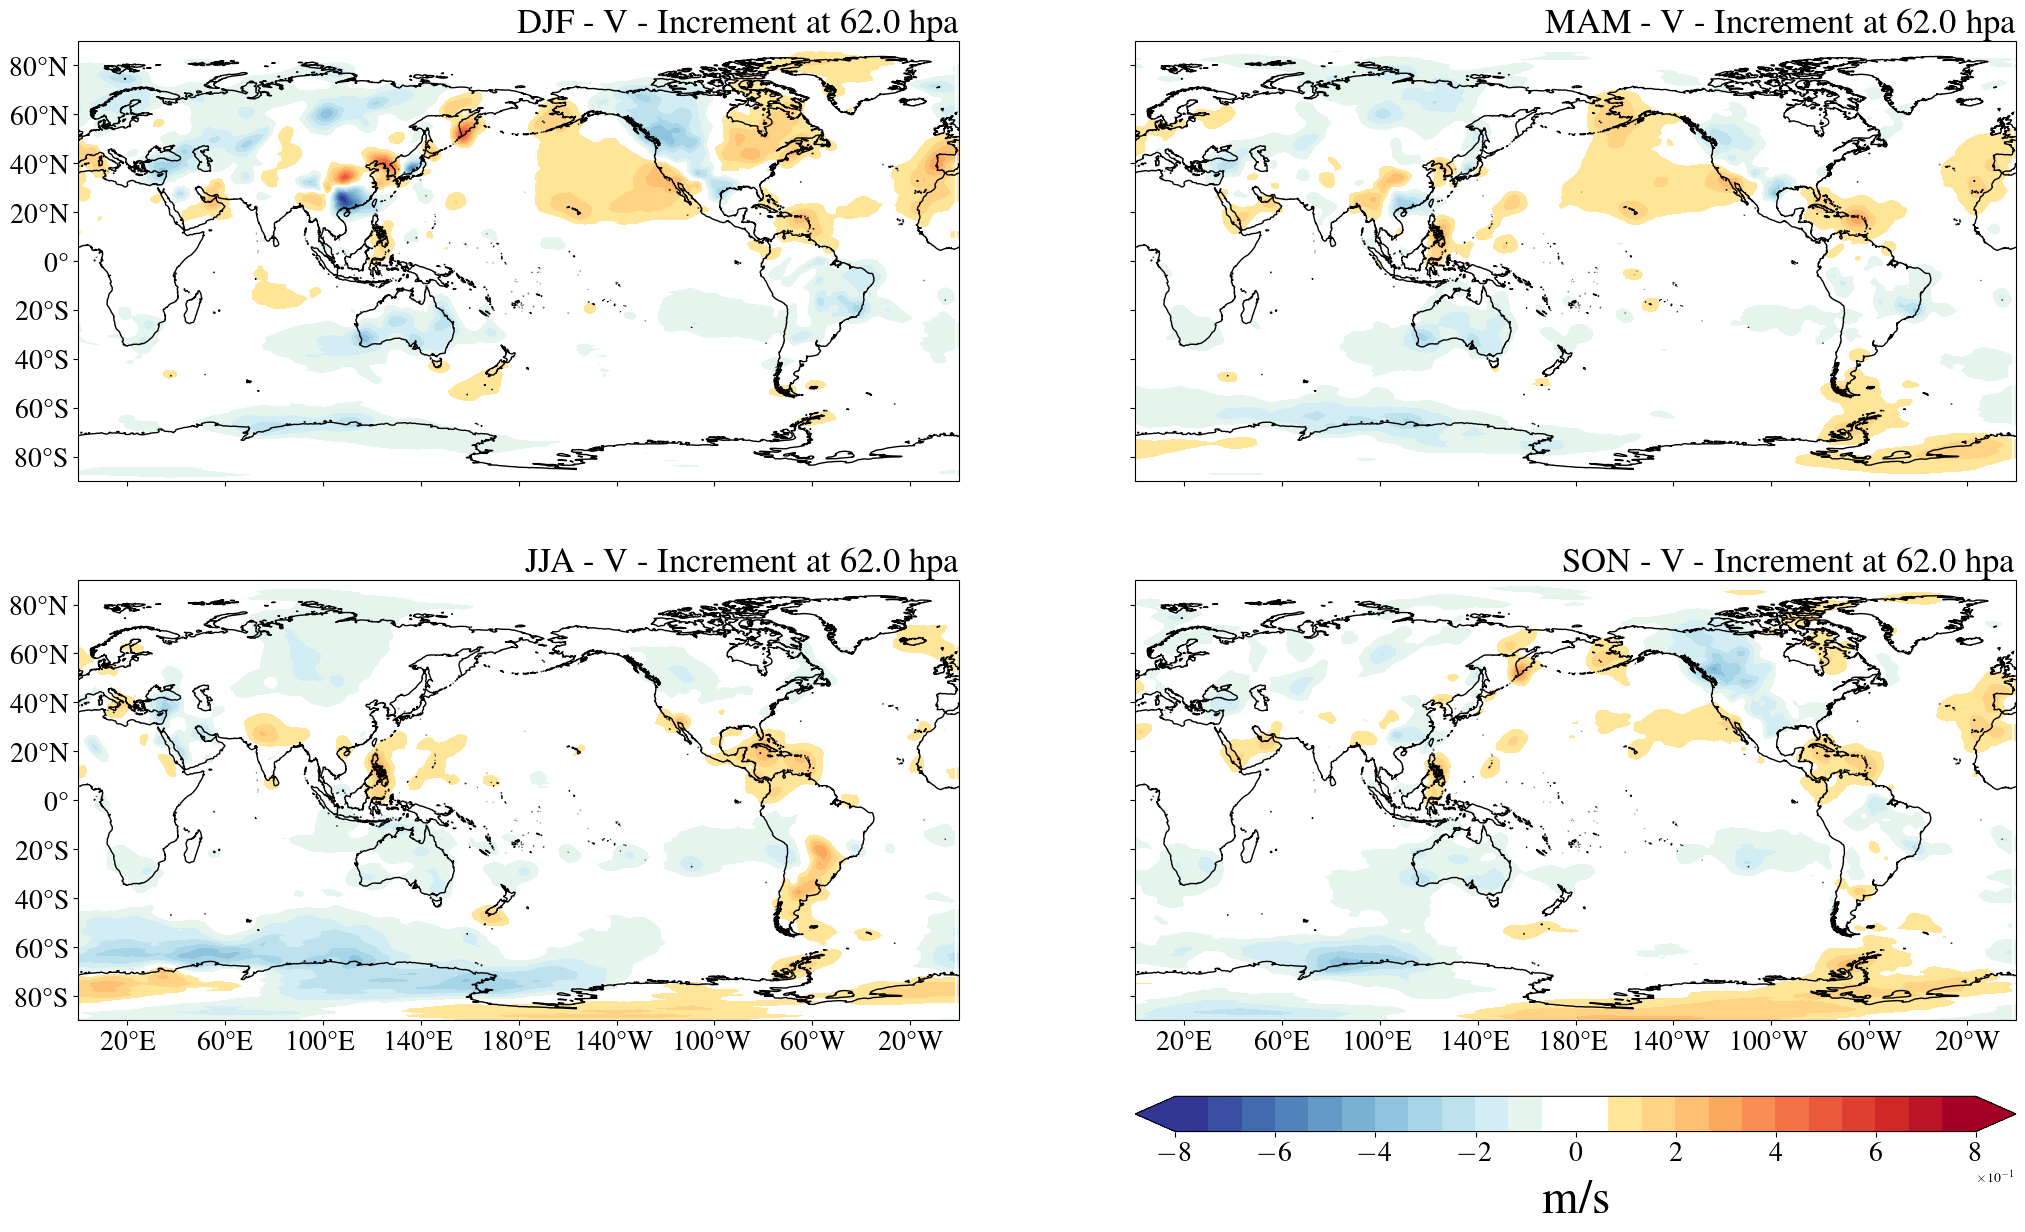 DJF - V - Increment at 62.0 hpa
MAM - V - Increment at 62.0 hpa
80°N
60°N
40°N
20°N
0°
20°S
40°S
60°S
80°S
JJA - V - Increment at 62.0 hpa
SON - V - Increment at 62.0 hpa
80°N
60°N
40°N
20°N
0°
20°S
40°S
60°S
80°S
20°E 60°E 100°E 140°E 180°E 140°W 100°W 60°W 20°W
20°E 60°E 100°E 140°E 180°E 140°W 100°W 60°W 20°W
−8 −6 −4 −2 0 2 4 6 8
×10⁻¹
m/s